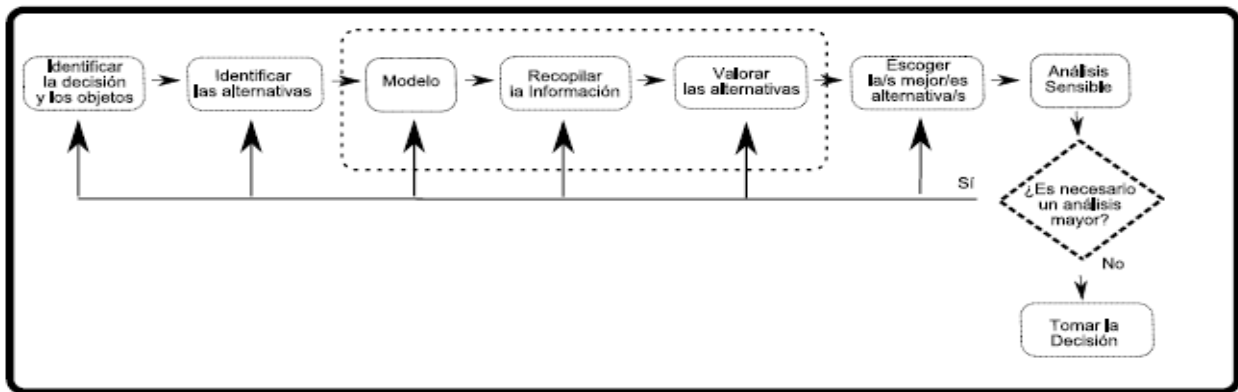 Identificar
la decisión
y los objetos
Identificar
las alternativas
Modelo
Recopilar
la Información
Valorar
las alternativas
Escoger
la/s mejor/es
alternativa/s
Análisis
Sensible
Sí
¿Es necesario
un análisis
mayor?
No
Tomar la
Decisión